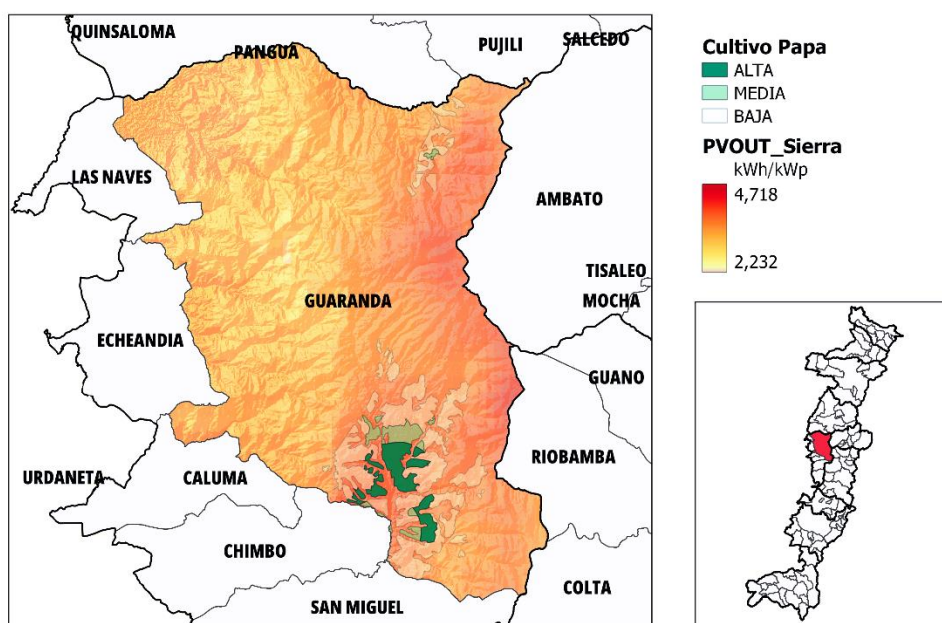 QUINSALOMA
PANGUA
PUJILI
SALCEDO
LAS NAVES
AMBATO
TISALEO
MOCHA
GUARANDA
ECHEANDIA
GUANO
RIOBAMBA
URDANETA
CALUMA
CHIMBO
COLTA
SAN MIGUEL
Cultivo Papa
ALTA
MEDIA
BAJA
PVOUT_Sierra
kWh/kWp
4,718
2,232